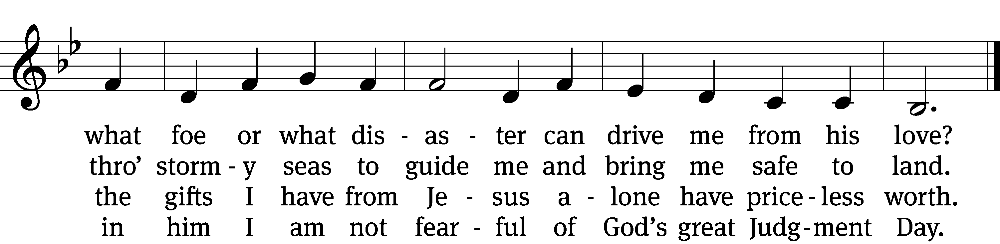 what foe or what dis - as - ter can drive me from his love?
thro’ storm - y seas to guide me and bring me safe to land.
the gifts I have from Je - sus a - lone have price - less worth.
in him I am not fear - ful of God’s great Judg - ment Day.